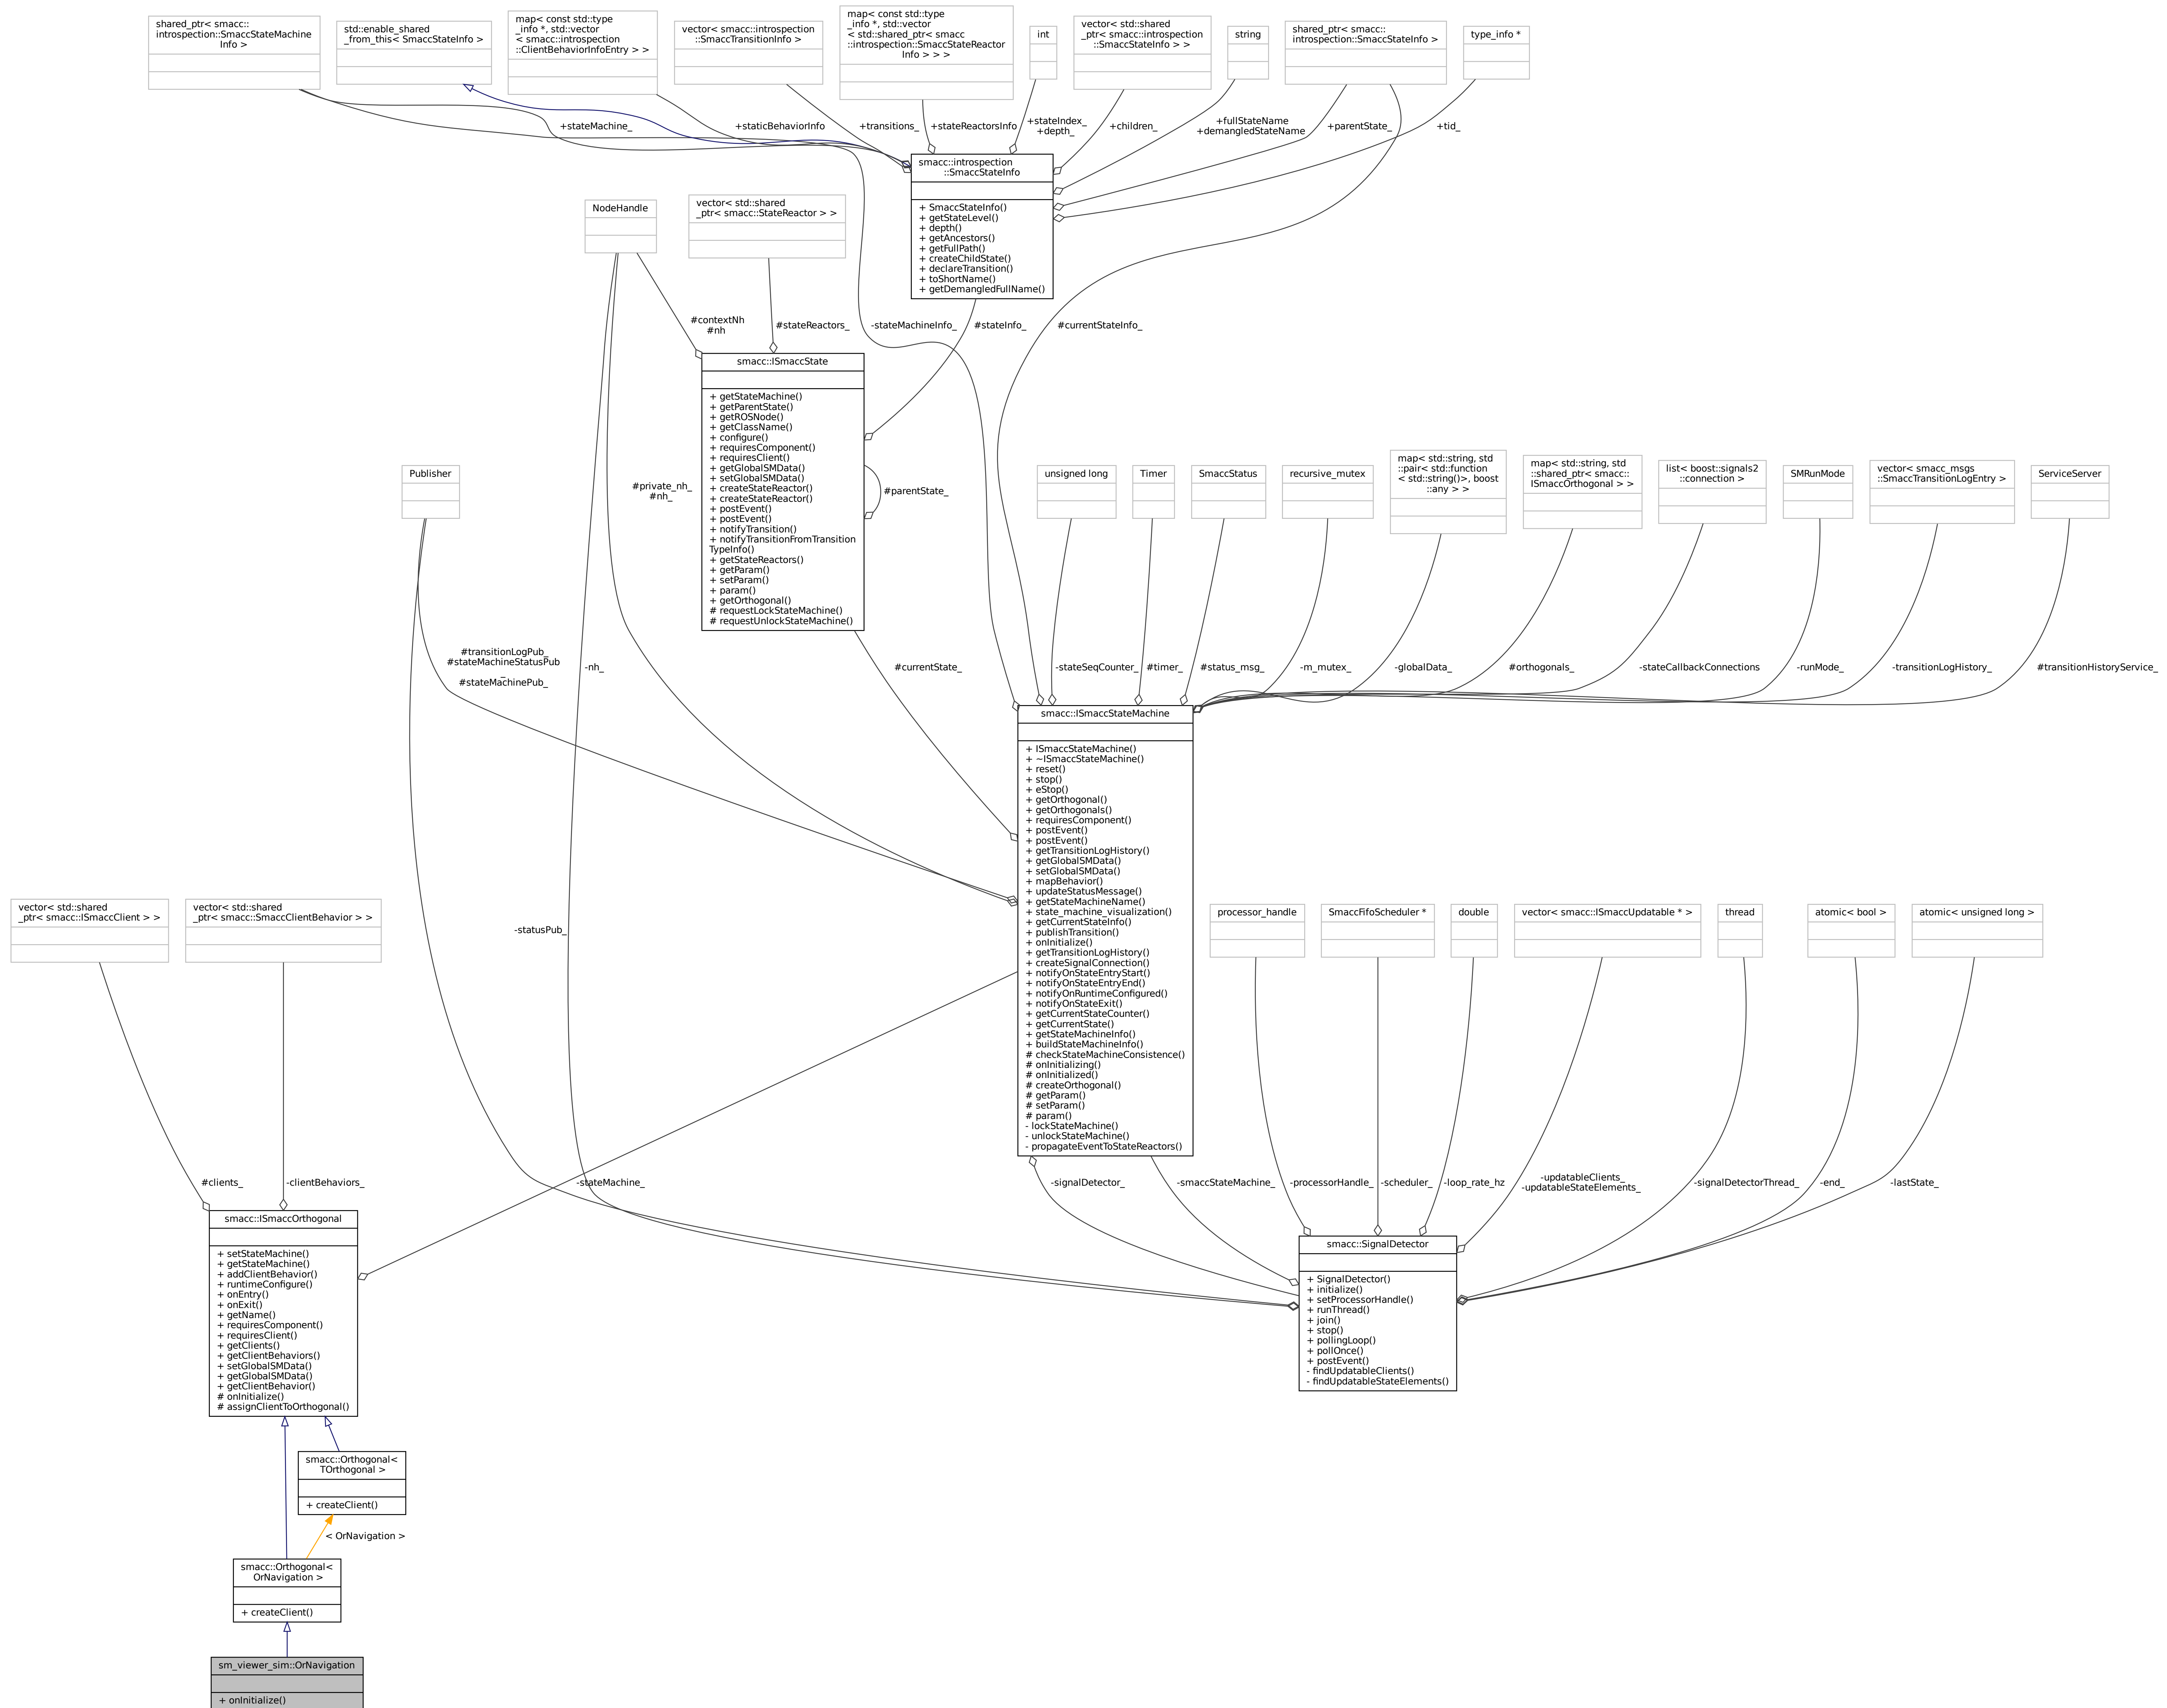 shared_ptr< smacc::
introspection::SmaccStateMachine
Info >
std::enable_shared
_from_this< SmaccStateInfo >
map< const std::type
_info *, std::vector
< smacc::introspection
::ClientBehaviorInfoEntry > >
vector< smacc::introspection
::SmaccTransitionInfo >
map< const std::type
_info *, std::vector
< std::shared_ptr< smacc
::introspection::SmaccStateReactor
Info > > >
int
vector< std::shared
_ptr< smacc::introspection
::SmaccStateInfo > >
string
shared_ptr< smacc::
introspection::SmaccStateInfo >
type_info *
+stateMachine_
+staticBehaviorInfo
+transitions_
+stateReactorsInfo
+stateIndex_
+depth_
+children_
+fullStateName
+demangledStateName
+parentState_
+tid_
smacc::introspection
::SmaccStateInfo
+ SmaccStateInfo()
+ getStateLevel()
+ depth()
+ getAncestors()
+ getFullPath()
+ createChildState()
+ declareTransition()
+ toShortName()
+ getDemangledFullName()
NodeHandle
vector< std::shared
_ptr< smacc::StateReactor > >
#contextNh
#nh
#stateReactors_
-stateMachineInfo_
#stateInfo_
#currentStateInfo_
smacc::ISmaccState
+ getStateMachine()
+ getParentState()
+ getROSNode()
+ getClassName()
+ configure()
+ requiresComponent()
+ requiresClient()
+ getGlobalSMData()
+ setGlobalSMData()
+ createStateReactor()
+ createStateReactor()
+ postEvent()
+ postEvent()
+ notifyTransition()
+ notifyTransitionFromTransition
TypeInfo()
+ getStateReactors()
+ getParam()
+ setParam()
+ param()
+ getOrthogonal()
# requestLockStateMachine()
# requestUnlockStateMachine()
#parentState_
Publisher
#private_nh_
#nh_
unsigned long
Timer
SmaccStatus
recursive_mutex
map< std::string, std
::pair< std::function
< std::string()>, boost
::any > >
map< std::string, std
::shared_ptr< smacc::
ISmaccOrthogonal > >
list< boost::signals2
::connection >
SMRunMode
vector< smacc_msgs
::SmaccTransitionLogEntry >
ServiceServer
#transitionLogPub_
#stateMachineStatusPub
_
#stateMachinePub_
-nh_
#currentState_
-stateSeqCounter_
#timer_
#status_msg_
-m_mutex_
-globalData_
#orthogonals_
-stateCallbackConnections
-runMode_
-transitionLogHistory_
#transitionHistoryService_
smacc::ISmaccStateMachine
+ ISmaccStateMachine()
+ ~ISmaccStateMachine()
+ reset()
+ stop()
+ eStop()
+ getOrthogonal()
+ getOrthogonals()
+ requiresComponent()
+ postEvent()
+ postEvent()
+ getTransitionLogHistory()
+ getGlobalSMData()
+ setGlobalSMData()
+ mapBehavior()
+ updateStatusMessage()
+ getStateMachineName()
+ state_machine_visualization()
+ getCurrentStateInfo()
+ publishTransition()
+ onInitialize()
+ getTransitionLogHistory()
+ createSignalConnection()
+ notifyOnStateEntryStart()
+ notifyOnStateEntryEnd()
+ notifyOnRuntimeConfigured()
+ notifyOnStateExit()
+ getCurrentStateCounter()
+ getCurrentState()
+ getStateMachineInfo()
+ buildStateMachineInfo()
# checkStateMachineConsistence()
# onInitializing()
# onInitialized()
# createOrthogonal()
# getParam()
# setParam()
# param()
- lockStateMachine()
- unlockStateMachine()
- propagateEventToStateReactors()
vector< std::shared
_ptr< smacc::ISmaccClient > >
vector< std::shared
_ptr< smacc::SmaccClientBehavior > >
-statusPub_
processor_handle
SmaccFifoScheduler *
double
vector< smacc::ISmaccUpdatable * >
thread
atomic< bool >
atomic< unsigned long >
#clients_
-clientBehaviors_
-stateMachine_
-signalDetector_
-smaccStateMachine_
-processorHandle_
-scheduler_
-loop_rate_hz
-updatableClients_
-updatableStateElements_
-signalDetectorThread_
-end_
-lastState_
smacc::ISmaccOrthogonal
+ setStateMachine()
+ getStateMachine()
+ addClientBehavior()
+ runtimeConfigure()
+ onEntry()
+ onExit()
+ getName()
+ requiresComponent()
+ requiresClient()
+ getClients()
+ getClientBehaviors()
+ setGlobalSMData()
+ getGlobalSMData()
+ getClientBehavior()
# onInitialize()
# assignClientToOrthogonal()
smacc::SignalDetector
+ SignalDetector()
+ initialize()
+ setProcessorHandle()
+ runThread()
+ join()
+ stop()
+ pollingLoop()
+ pollOnce()
+ postEvent()
- findUpdatableClients()
- findUpdatableStateElements()
smacc::Orthogonal<
TOrthogonal >
+ createClient()
< OrNavigation >
smacc::Orthogonal<
OrNavigation >
+ createClient()
sm_viewer_sim::OrNavigation
+ onInitialize()